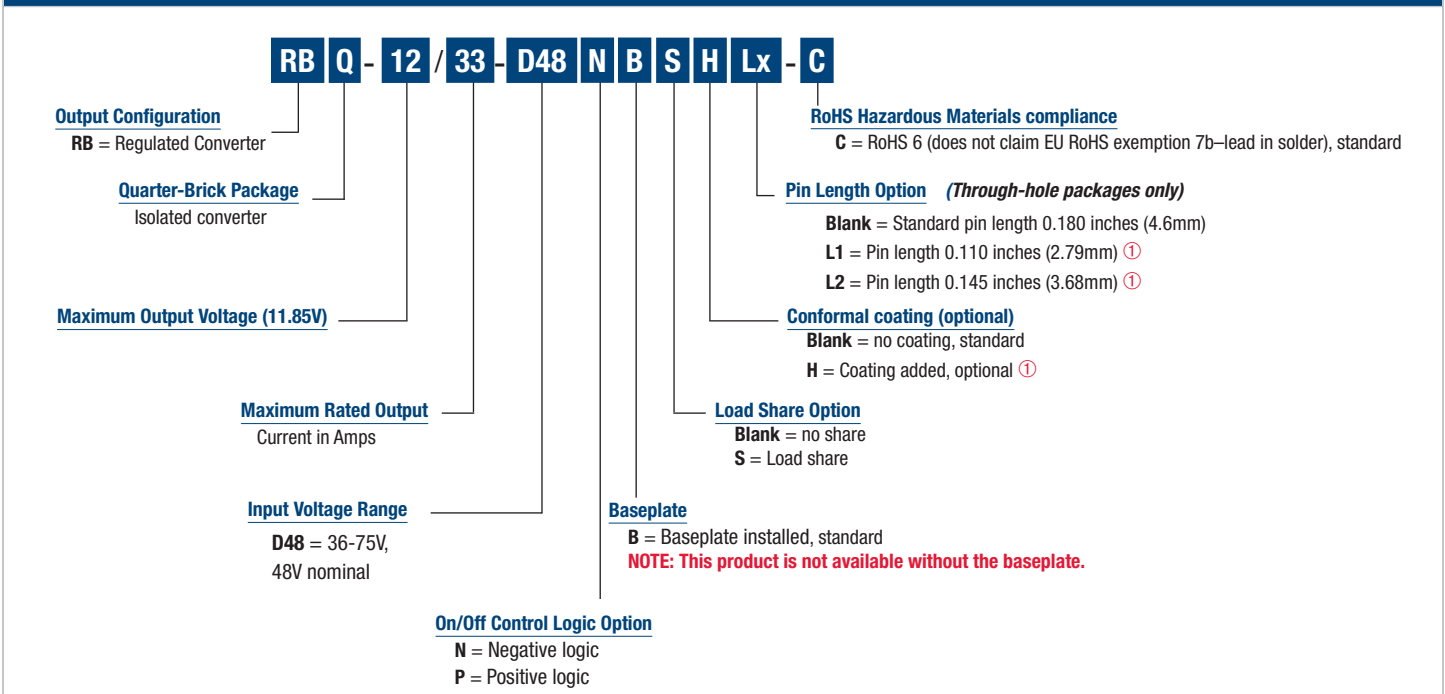 RB Q - 12 / 33 - D48 N B S H Lx - C
Output Configuration
RB = Regulated Converter
Quarter-Brick Package
Isolated converter
Maximum Output Voltage (11.85V)
Maximum Rated Output
Current in Amps
Input Voltage Range
D48 = 36-75V,
48V nominal
On/Off Control Logic Option
N = Negative logic
P = Positive logic
Baseplate
B = Baseplate installed, standard
NOTE: This product is not available without the baseplate.
Load Share Option
Blank = no share
S = Load share
Conformal coating (optional)
Blank = no coating, standard
H = Coating added, optional ①
Pin Length Option (Through-hole packages only)
Blank = Standard pin length 0.180 inches (4.6mm)
L1 = Pin length 0.110 inches (2.79mm) ①
L2 = Pin length 0.145 inches (3.68mm) ①
RoHS Hazardous Materials compliance
C = RoHS 6 (does not claim EU RoHS exemption 7b–lead in solder), standard